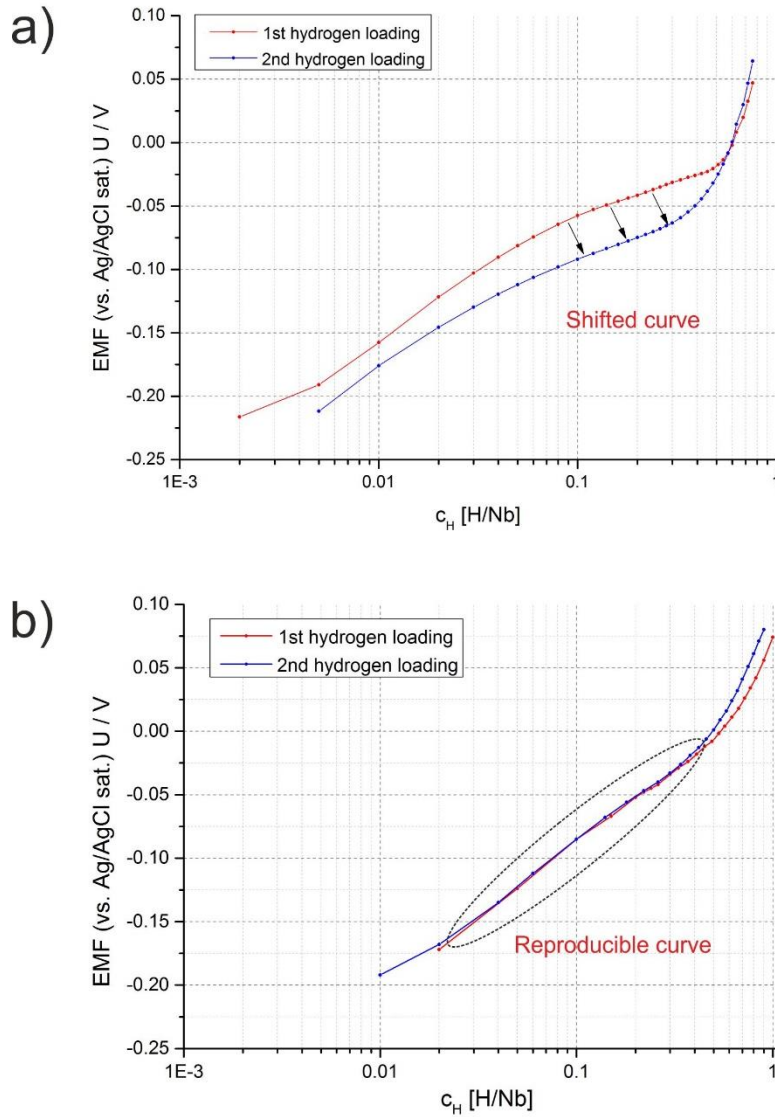 a)
0.10
0.05
0.00
-0.05
-0.10
-0.15
-0.20
-0.25
EMF (vs. Ag/AgCl sat.) U / V
1st hydrogen loading
2nd hydrogen loading
Shifted curve
1E-3
0.01
0.1
1
c_H [H/Nb]
b)
0.10
0.05
0.00
-0.05
-0.10
-0.15
-0.20
-0.25
EMF (vs. Ag/AgCl sat.) U / V
1st hydrogen loading
2nd hydrogen loading
Reproducible curve
1E-3
0.01
0.1
1
c_H [H/Nb]